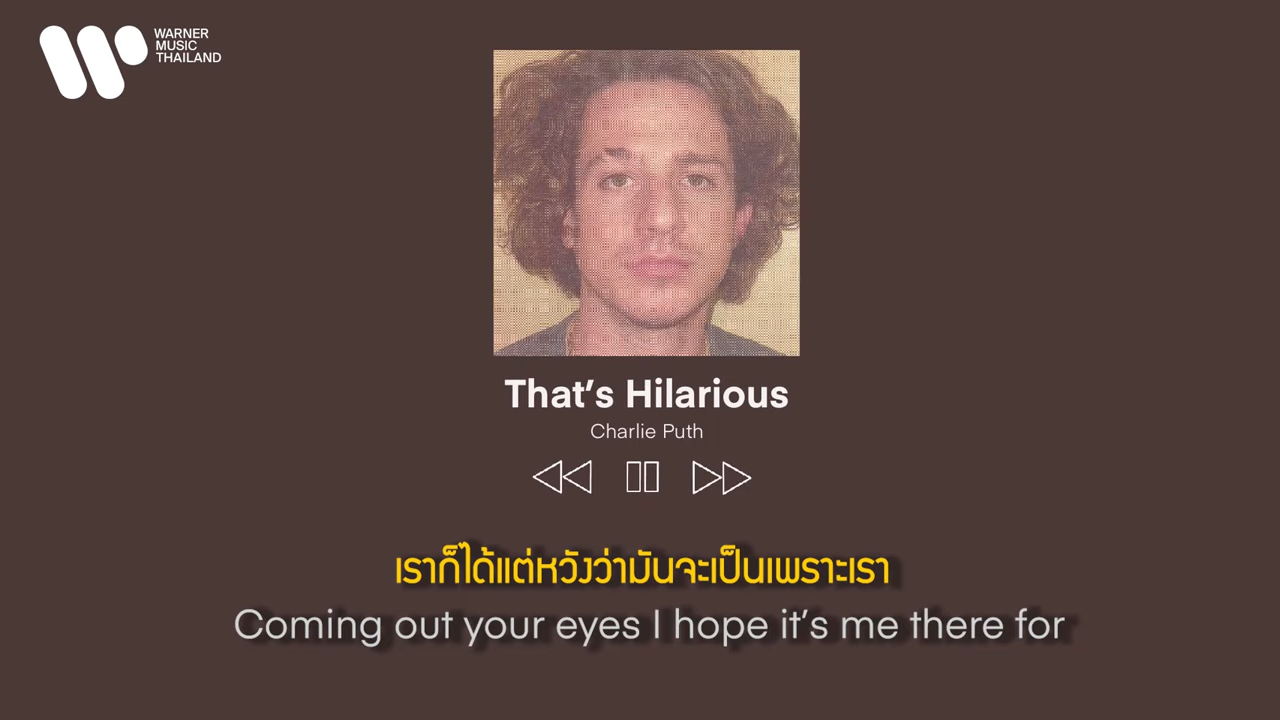 WARNER
MUSIC
THAILAND
That's Hilarious
Charlie Puth
เราก็ได้แต่หวังว่ามันจะเป็นเพราะเรา
Coming out your eyes I hope it's me there for